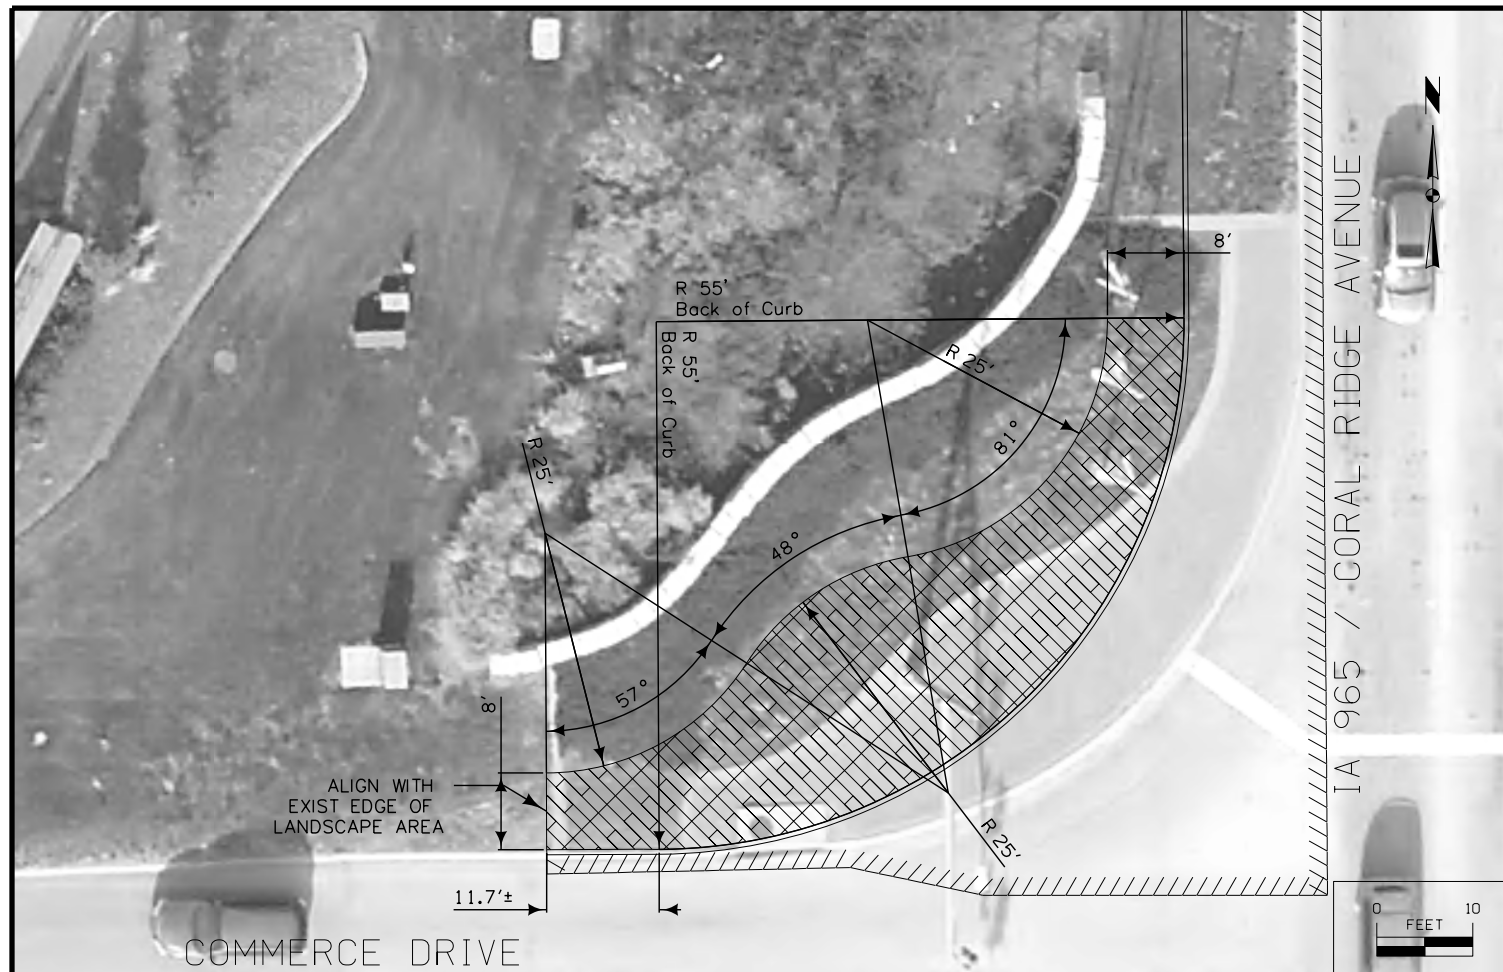 N
8'
R 55'
Back of Curb
R 55'
Back of Curb
R 25'
81°
R 25'
48°
57°
8'
ALIGN WITH
EXIST EDGE OF
LANDSCAPE AREA
R 25'
11.7'±
COMMERCE DRIVE
IA 965 / CORAL RIDGE AVENUE
0 10
FEET